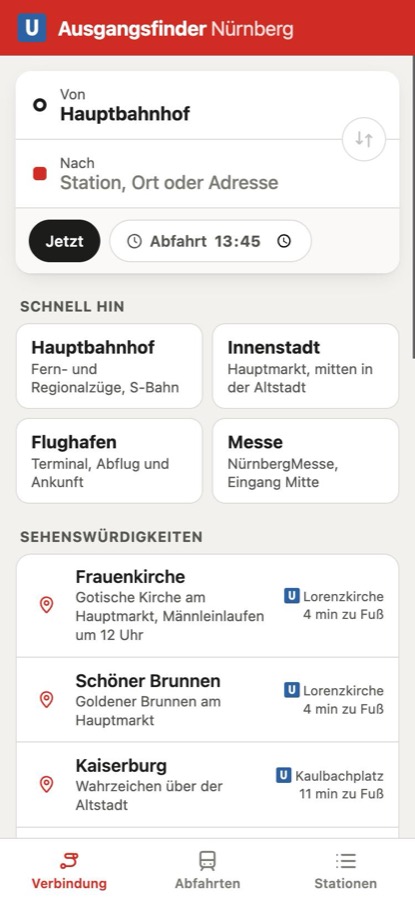 U Ausgangsfinder Nürnberg
Von
Hauptbahnhof
Nach
Station, Ort oder Adresse
Jetzt
Abfahrt 13:45
SCHNELL HIN
Hauptbahnhof
Fern- und
Regionalzüge, S-Bahn
Innenstadt
Hauptmarkt, mitten in
der Altstadt
Flughafen
Terminal, Abflug und
Ankunft
Messe
NürnbergMesse,
Eingang Mitte
SEHENSWÜRDIGKEITEN
Frauenkirche
Gotische Kirche am
Hauptmarkt, Männleinlaufen
um 12 Uhr
U Lorenzkirche
4 min zu Fuß
Schöner Brunnen
Goldener Brunnen am
Hauptmarkt
U Lorenzkirche
4 min zu Fuß
Kaiserburg
Wahrzeichen über der
Altstadt
U Kaulbachplatz
11 min zu Fuß
Verbindung
Abfahrten
Stationen